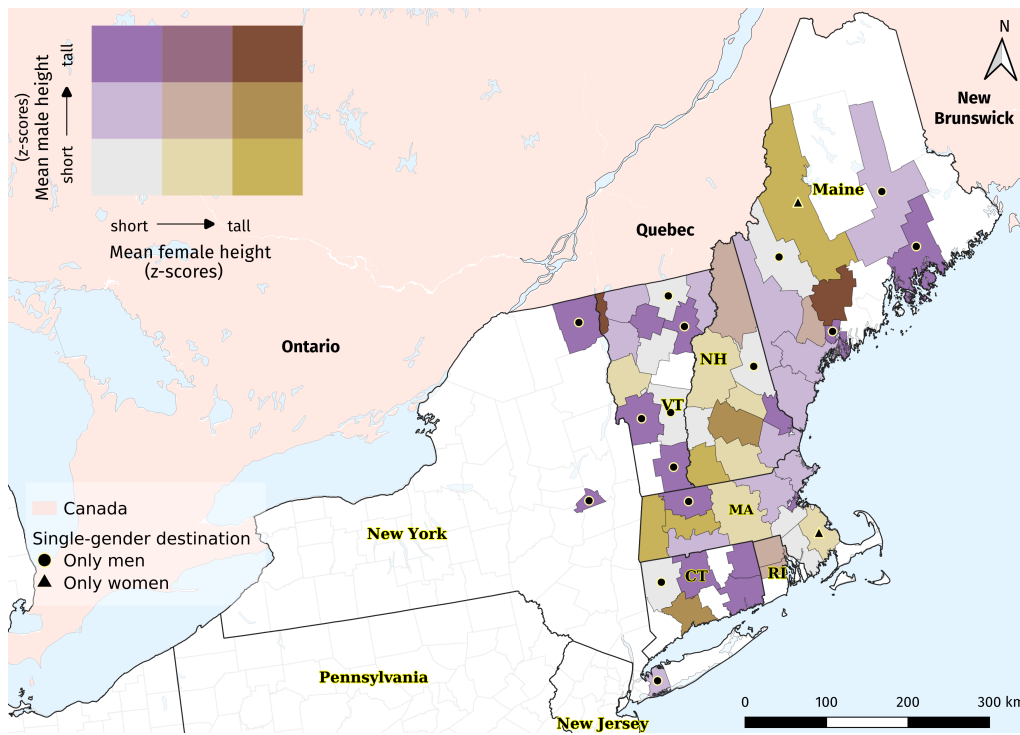 (z-scores)
Mean male height
short
tall
short
tall
Mean female height
(z-scores)
N
New
Brunswick
Maine
Quebec
Ontario
NH
VT
New York
MA
CT
RI
Pennsylvania
New Jersey
Canada
Single-gender destination
Only men
Only women
0
100
200
300 km